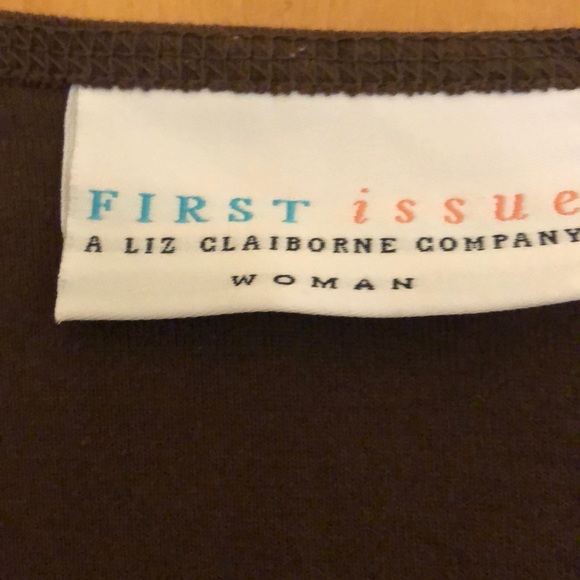 FIRST issue
A LIZ CLAIBORNE COMPANY
WOMAN